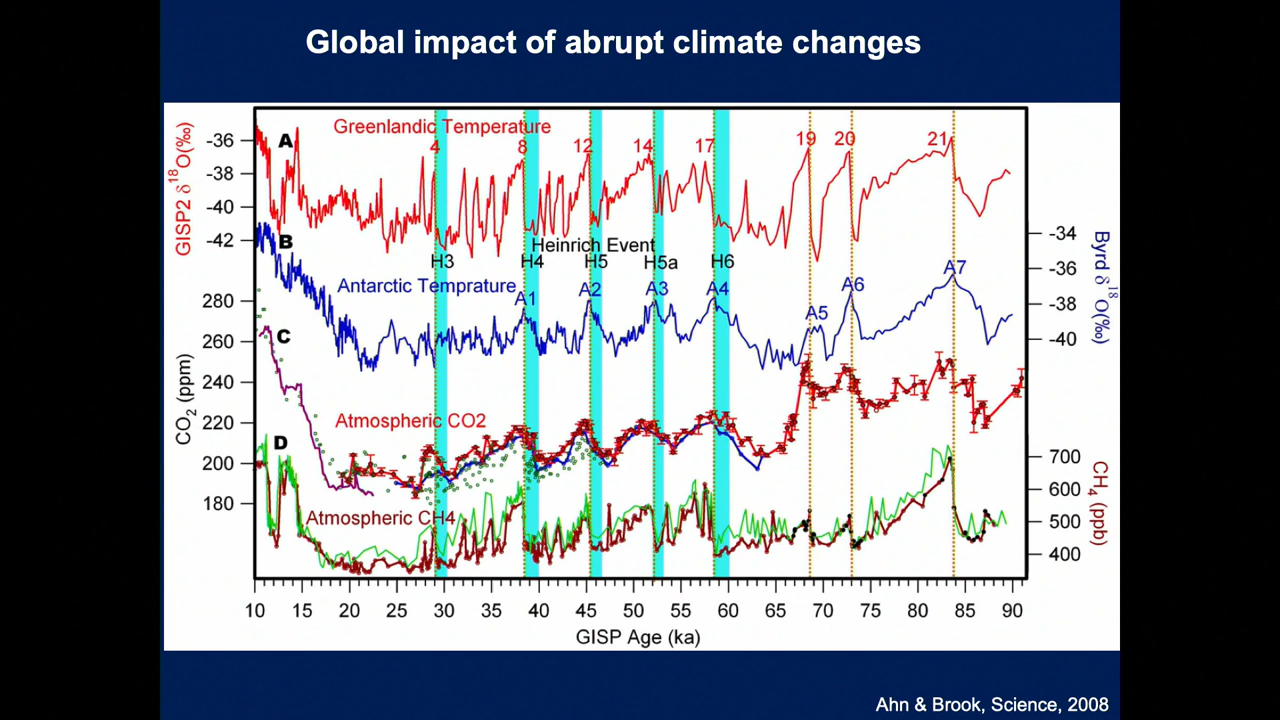 Global impact of abrupt climate changes
GISP2 δ18O(‰)
-36
-38
-40
-42
A
Greenlandic Temperature
4
8
12
14
17
19
20
21
B
Heinrich Event
H3
H4
H5
H5a
H6
-34
-36
-38
-40
Byrd δ18O(‰)
Antarctic Temprature
A1
A2
A3
A4
A5
A6
A7
CO2 (ppm)
280
260
240
220
200
180
C
Atmospheric CO2
D
Atmospheric CH4
700
600
500
400
CH4 (ppb)
10 15 20 25 30 35 40 45 50 55 60 65 70 75 80 85 90
GISP Age (ka)
Ahn & Brook, Science, 2008